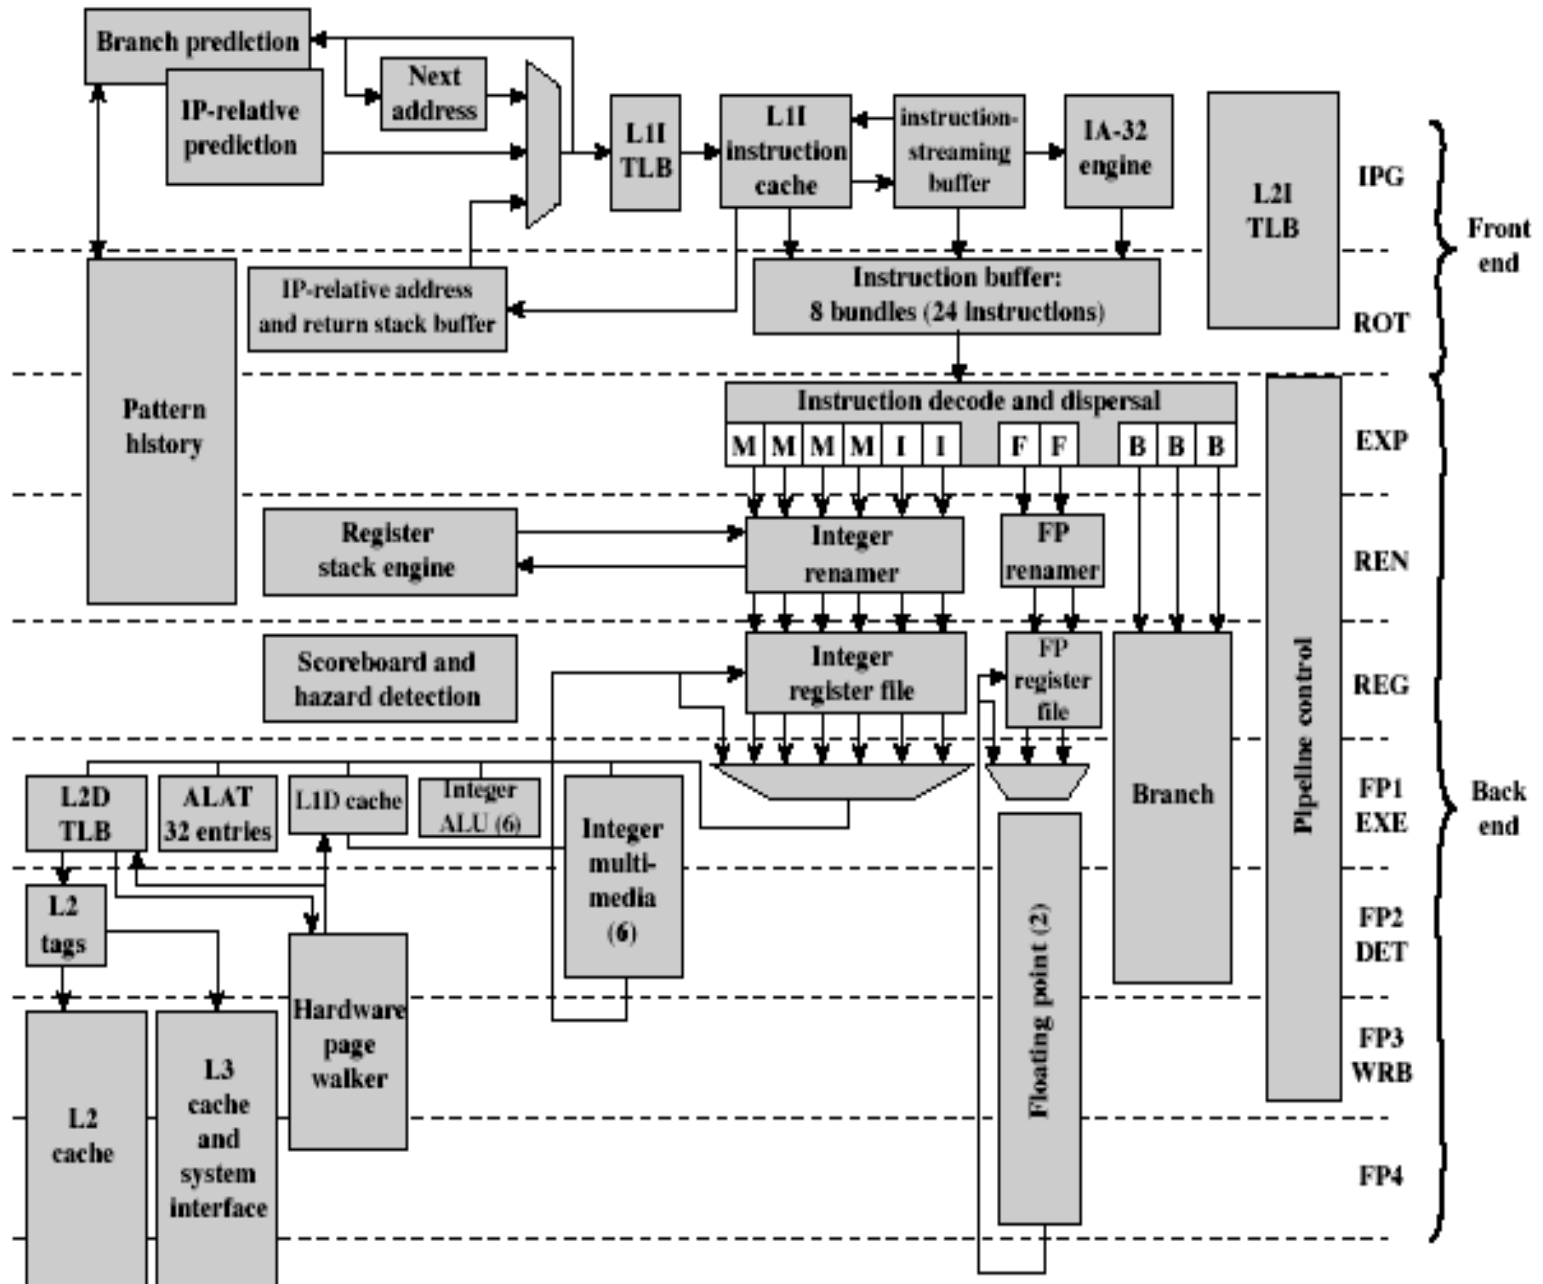 Branch prediction
IP-relative
prediction
Next
address
L1I
TLB
L1I
instruction
cache
instruction-
streaming
buffer
IA-32
engine
L2I
TLB
IPG
Front
end
IP-relative address
and return stack buffer
Instruction buffer:
8 bundles (24 instructions)
ROT
Pattern
history
Instruction decode and dispersal
M M M M I I F F B B B
EXP
Register
stack engine
Integer
renamer
FP
renamer
REN
Scoreboard and
hazard detection
Integer
register file
FP
register
file
REG
Pipeline control
L2D
TLB
ALAT
32 entries
L1D cache
Integer
ALU (6)
Integer
multi-
media
(6)
Branch
FP1
EXE
Back
end
L2
tags
Floating point (2)
FP2
DET
Hardware
page
walker
FP3
WRB
L2
cache
L3
cache
and
system
interface
FP4